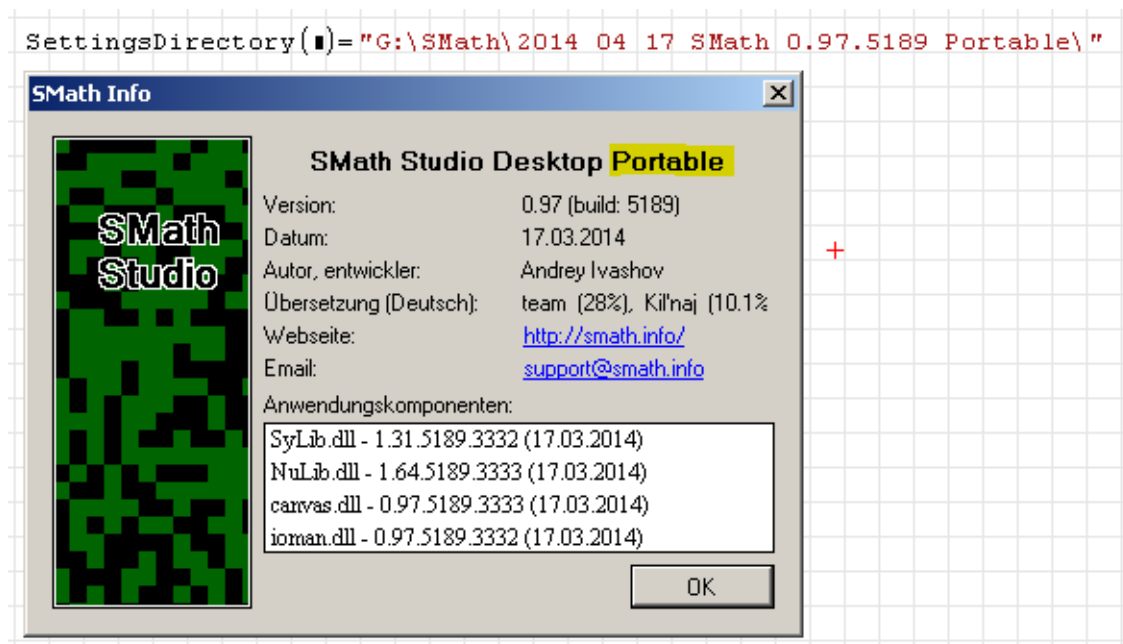 SettingsDirectory(∎)="G:\SMath\2014 04 17 SMath 0.97.5189 Portable\"
SMath Info
SMath Studio Desktop Portable
SMath
Studio
Version: 0.97 (build: 5189)
Datum: 17.03.2014
Autor, entwickler: Andrey Ivashov
Übersetzung (Deutsch): team (28%), Kil'naj (10.1%
Webseite: http://smath.info/
Email: support@smath.info
Anwendungskomponenten:
SyLib.dll - 1.31.5189.3332 (17.03.2014)
NuLib.dll - 1.64.5189.3333 (17.03.2014)
canvas.dll - 0.97.5189.3333 (17.03.2014)
ioman.dll - 0.97.5189.3332 (17.03.2014)
OK